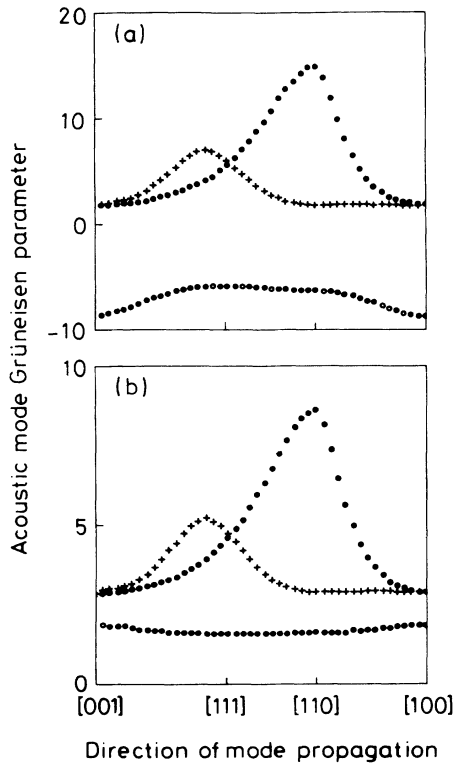 20
(a)
10
0
-10
10
(b)
5
0
[001]
[111]
[110]
[100]
Acoustic mode Grüneisen parameter
Direction of mode propagation